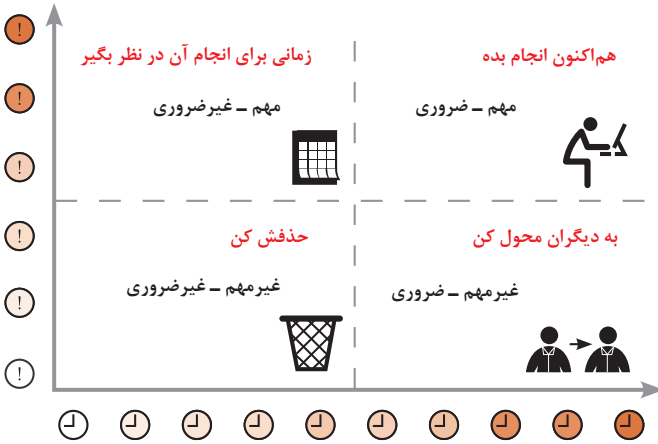 هم‌اکنون انجام بده
مهم ـ ضروری
زمانی برای انجام آن در نظر بگیر
مهم ـ غیرضروری
به دیگران محول کن
غیرمهم ـ ضروری
حذفش کن
غیرمهم ـ غیرضروری
!
!
!
!
!
!